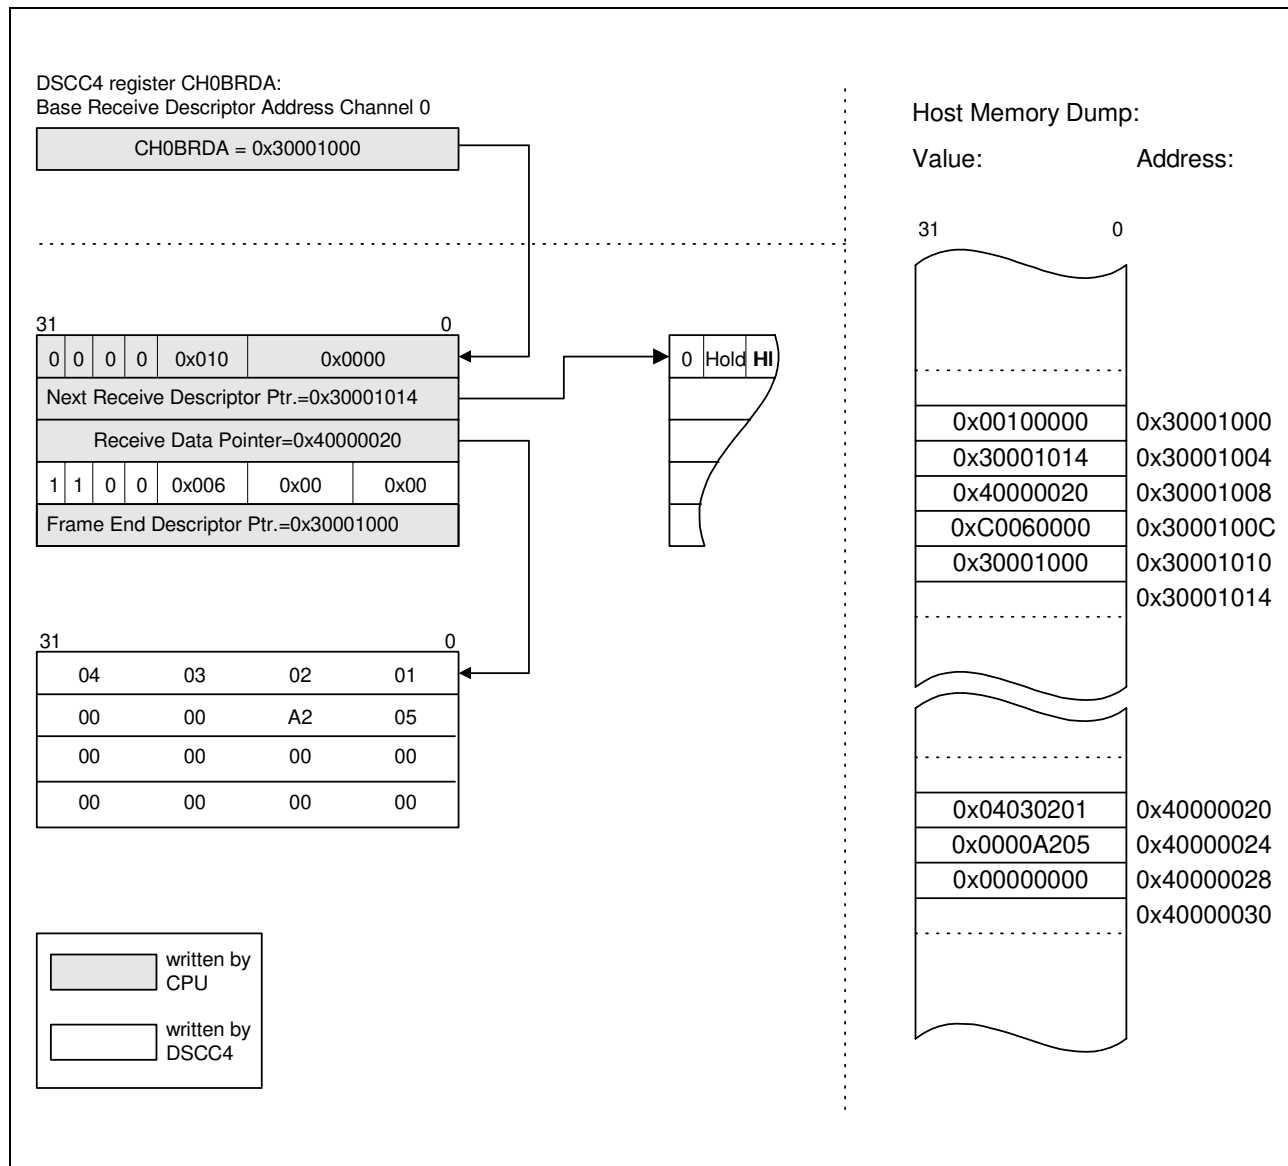 DSCC4 register CH0BRDA:
Base Receive Descriptor Address Channel 0
CH0BRDA = 0x30001000
31 0
0 0 0 0 0x010 0x0000
Next Receive Descriptor Ptr.=0x30001014
Receive Data Pointer=0x40000020
1 1 0 0 0x006 0x00 0x00
Frame End Descriptor Ptr.=0x30001000
0 Hold HI
31 0
04 03 02 01
00 00 A2 05
00 00 00 00
00 00 00 00
written by
CPU
written by
DSCC4
Host Memory Dump:
Value: Address:
31 0
0x00100000 0x30001000
0x30001014 0x30001004
0x40000020 0x30001008
0xC0060000 0x3000100C
0x30001000 0x30001010
0x30001014
0x04030201 0x40000020
0x0000A205 0x40000024
0x00000000 0x40000028
0x40000030